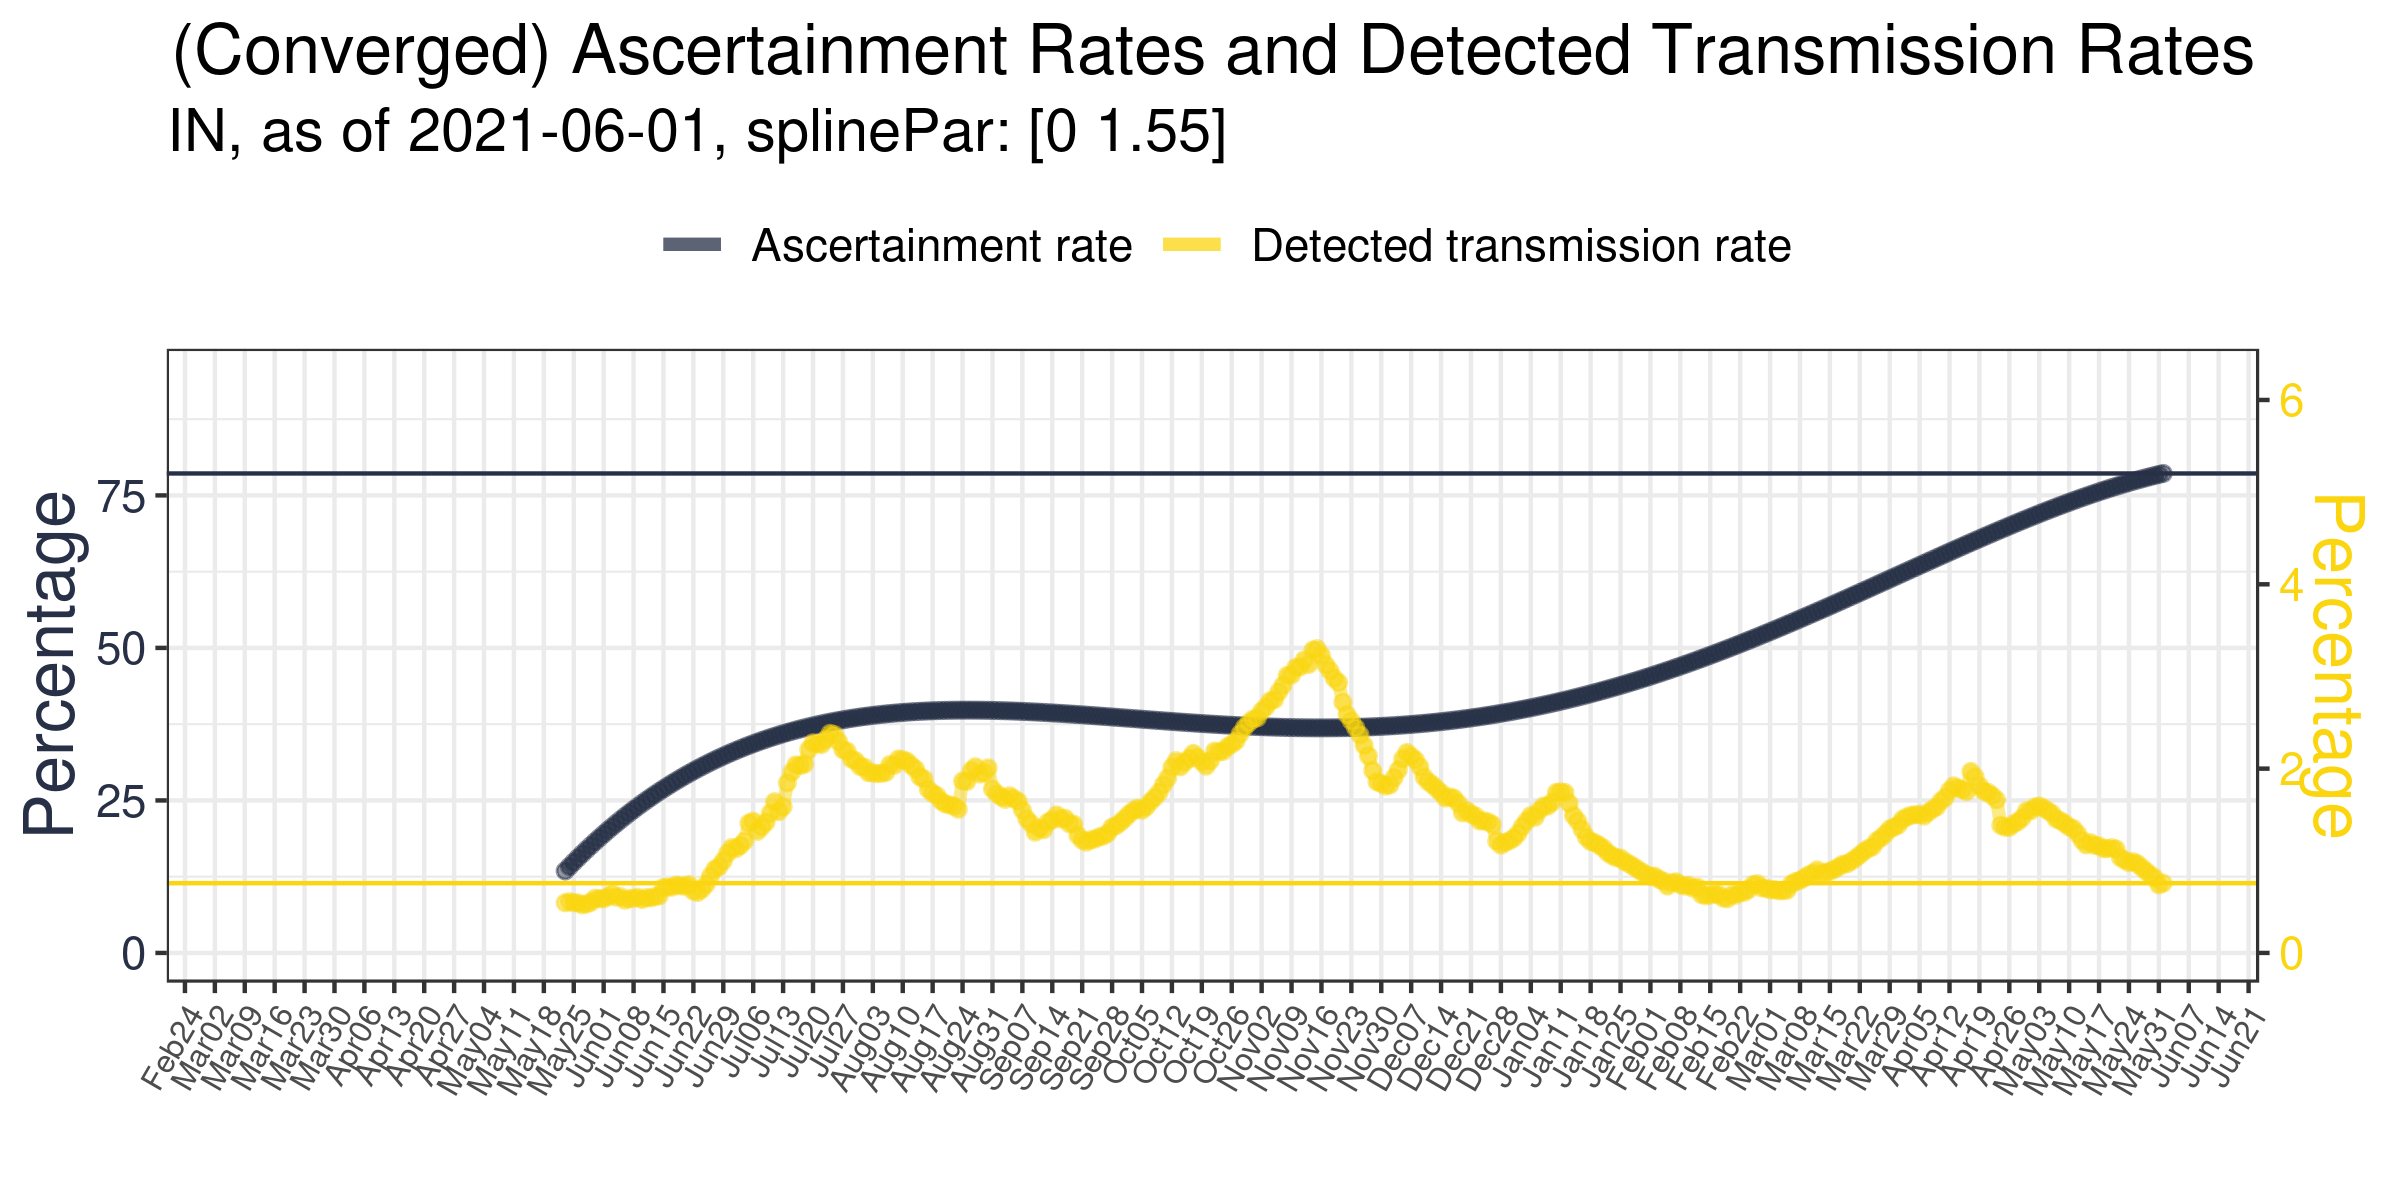 (Converged) Ascertainment Rates and Detected Transmission Rates
IN, as of 2021-06-01, splinePar: [0 1.55]
Ascertainment rate Detected transmission rate
Percentage
75
50
25
0
6
4
2
0
Percentage
Feb24 Mar02 Mar09 Mar16 Mar23 Mar30 Apr06 Apr13 Apr20 Apr27 May04 May11 May18 May25 Jun01 Jun08 Jun15 Jun22 Jun29 Jul06 Jul13 Jul20 Jul27 Aug03 Aug10 Aug17 Aug24 Aug31 Sep07 Sep14 Sep21 Sep28 Oct05 Oct12 Oct19 Oct26 Nov02 Nov09 Nov16 Nov23 Nov30 Dec07 Dec14 Dec21 Dec28 Jan04 Jan11 Jan18 Jan25 Feb01 Feb08 Feb15 Feb22 Mar01 Mar08 Mar15 Mar22 Mar29 Apr05 Apr12 Apr19 Apr26 May03 May10 May17 May24 May31 Jun07 Jun14 Jun21